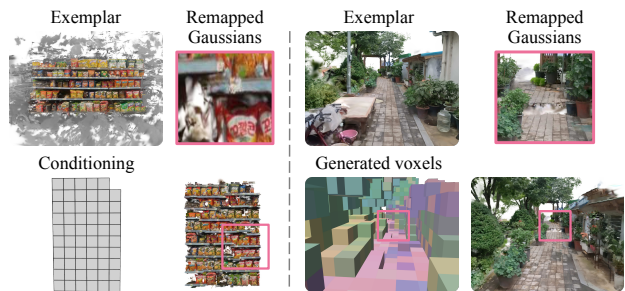 Exemplar
Remapped
Gaussians
Exemplar
Remapped
Gaussians
Conditioning
Generated voxels